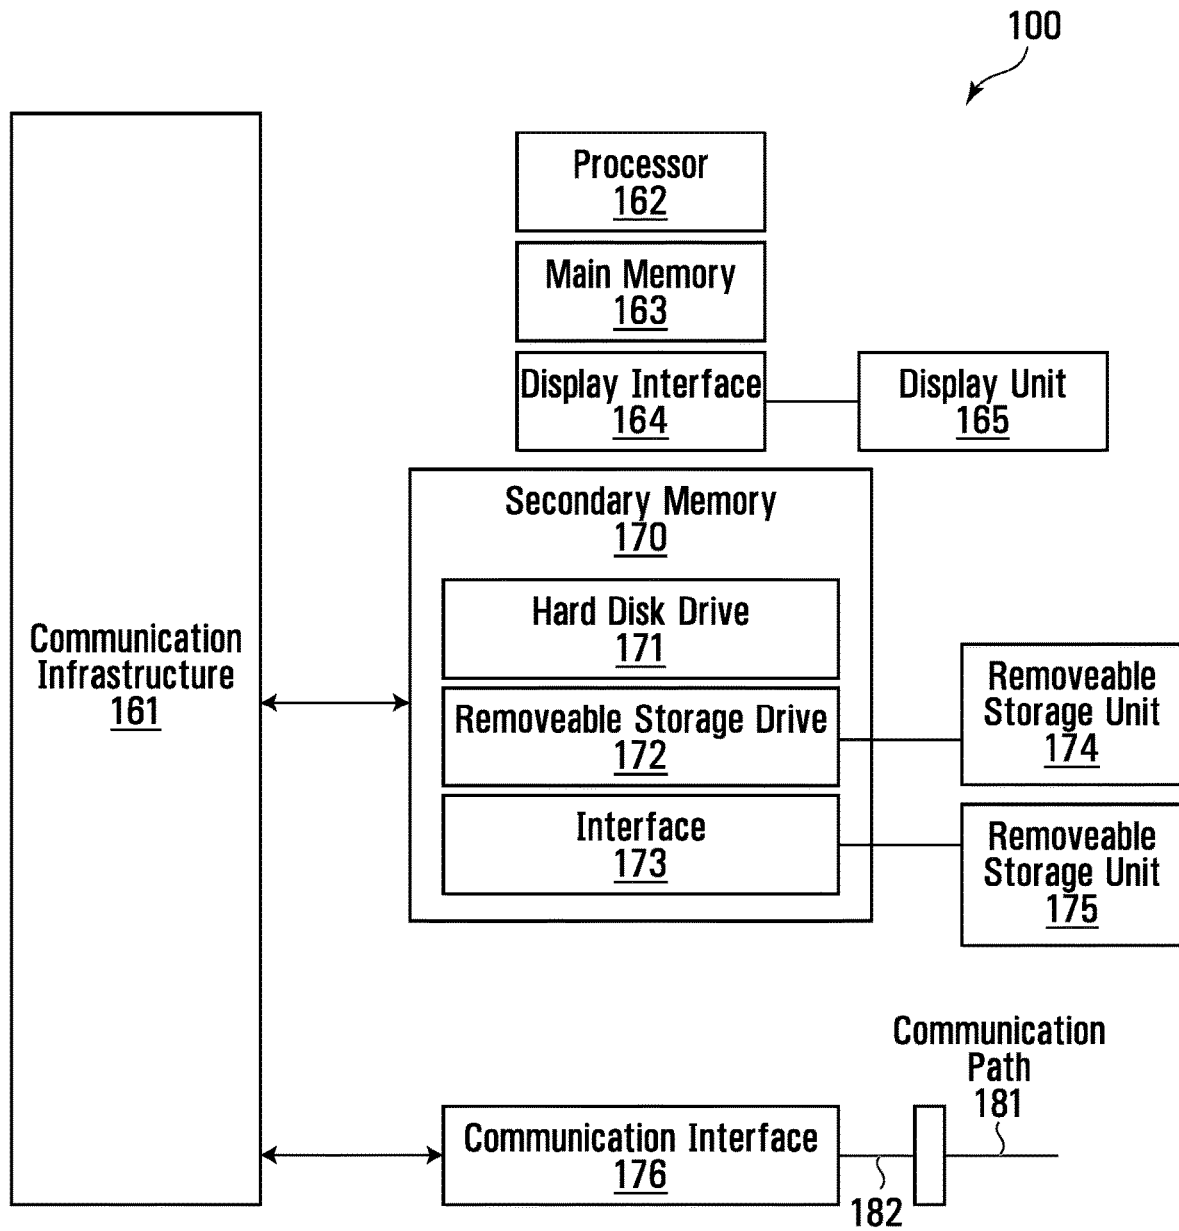 100
Processor
162
Main Memory
163
Display Interface
164
Display Unit
165
Secondary Memory
170
Hard Disk Drive
171
Communication
Infrastructure
161
Removeable Storage Drive
172
Removeable
Storage Unit
174
Interface
173
Removeable
Storage Unit
175
Communication
Path
181
Communication Interface
176
182